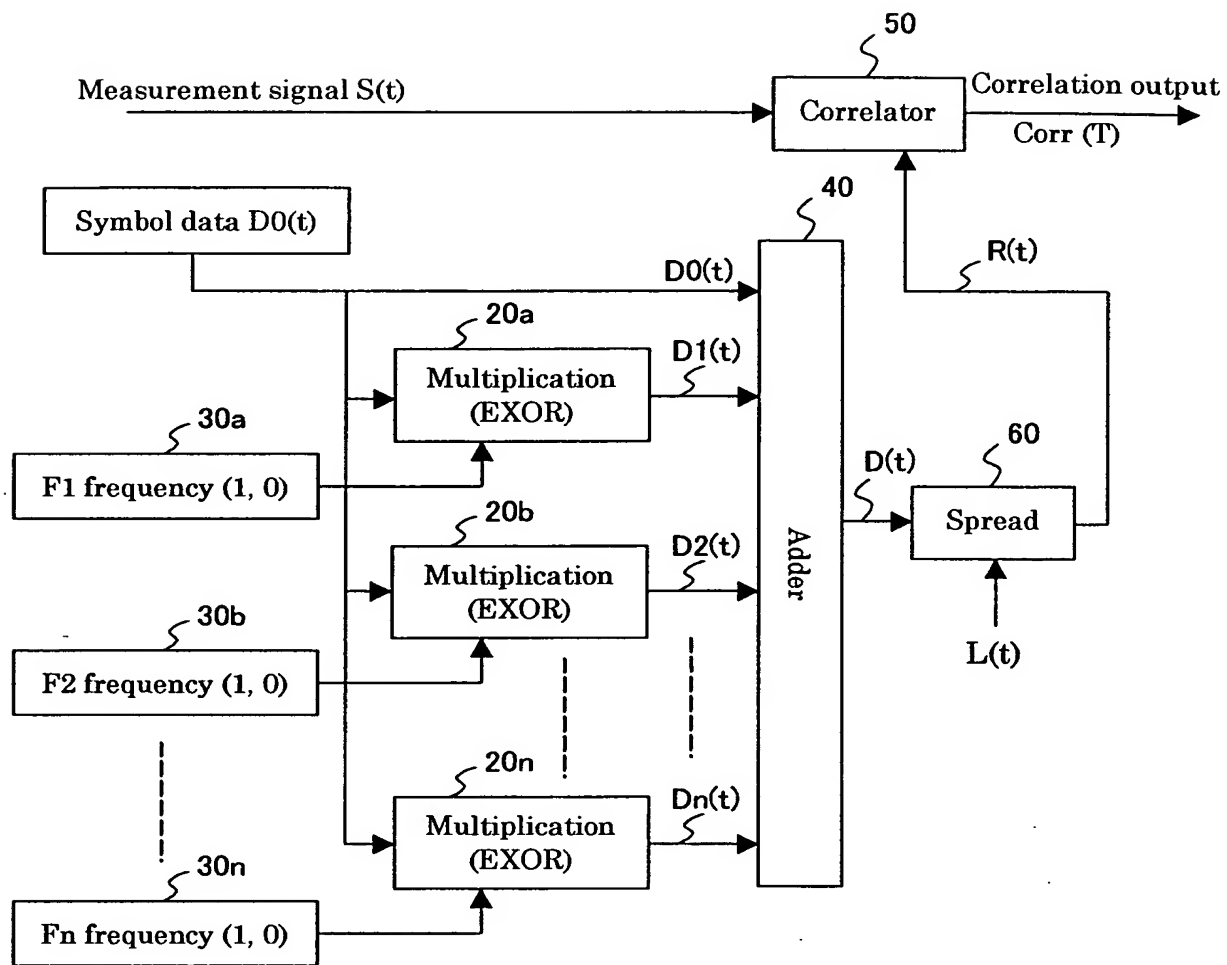 50
Measurement signal S(t)
Correlator
Correlation output
Corr (T)
40
Symbol data D0(t)
D0(t)
R(t)
20a
Multiplication
(EXOR)
D1(t)
30a
F1 frequency (1, 0)
60
D(t)
Spread
20b
Multiplication
(EXOR)
D2(t)
Adder
30b
F2 frequency (1, 0)
L(t)
20n
Multiplication
(EXOR)
Dn(t)
30n
Fn frequency (1, 0)